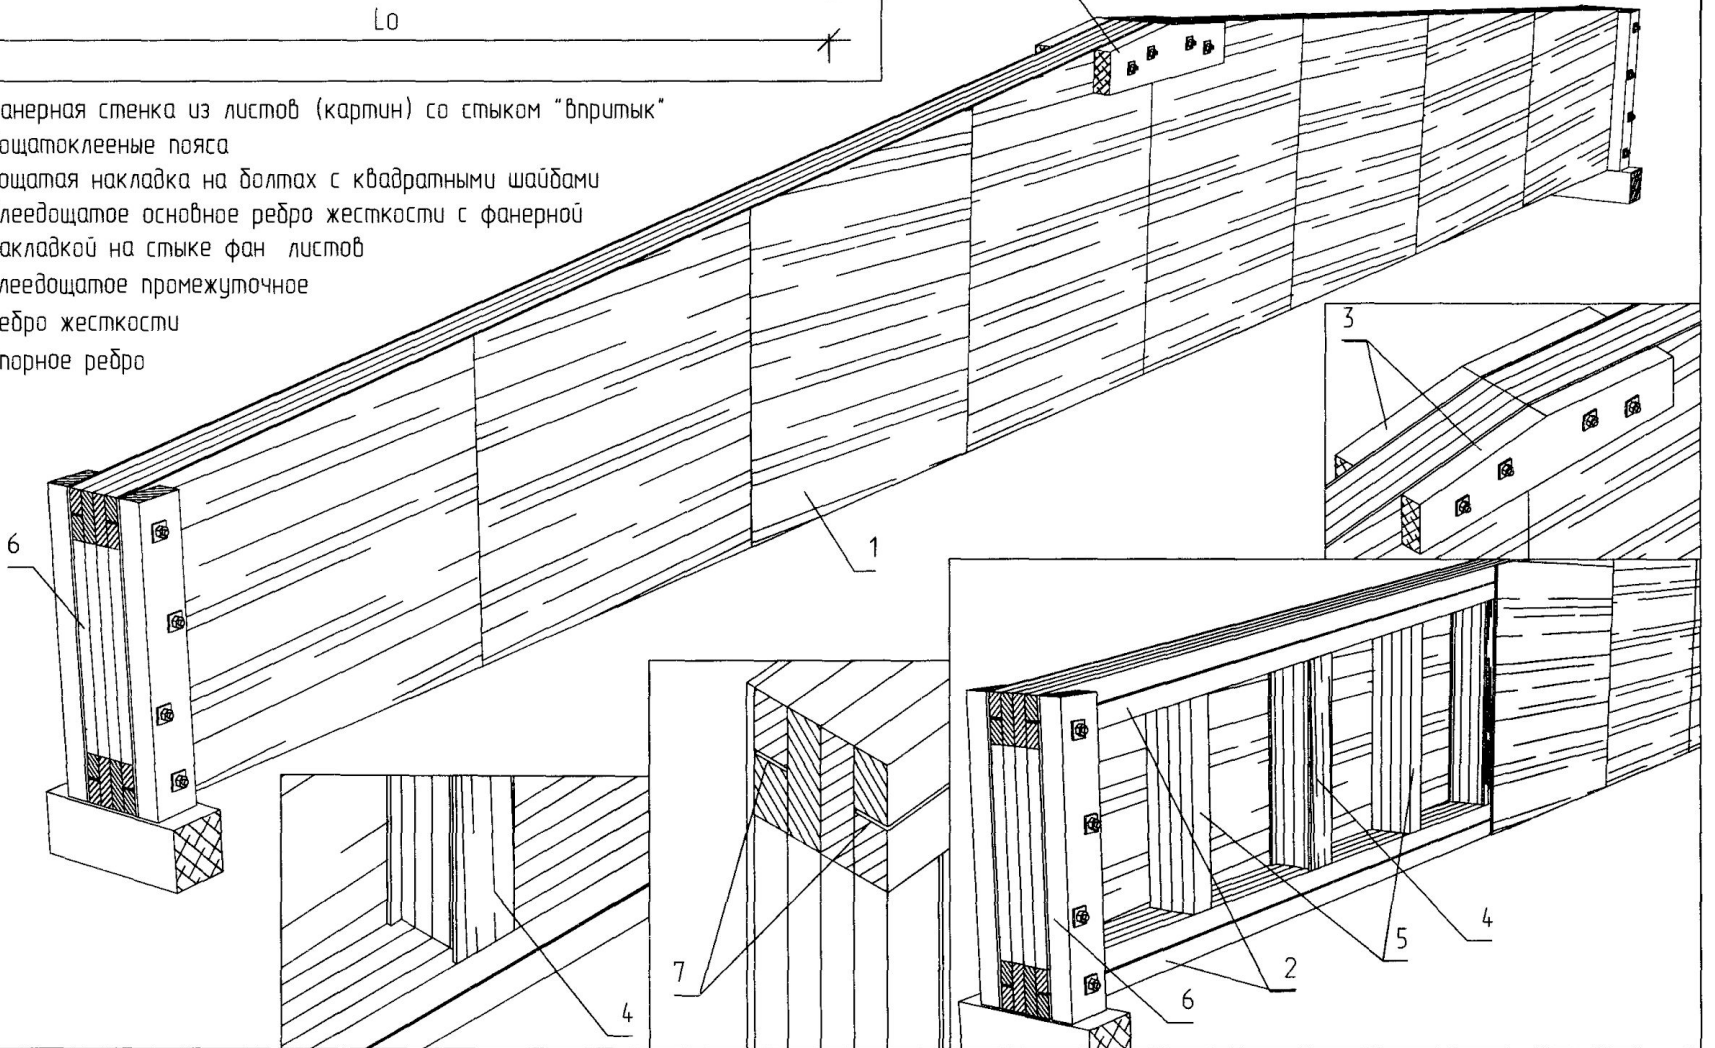 Lo
анерная стенка из листов (картин) со стыком "впритык"
ощатоклееные пояса
ощатая накладка на болтах с квадратными шайбами
леедощатое основное ребро жесткости с фанерной
акладкой на стыке фан листов
леедощатое промежуточное
ебро жесткости
порное ребро
3
6
1
4
5
2
7
6
4